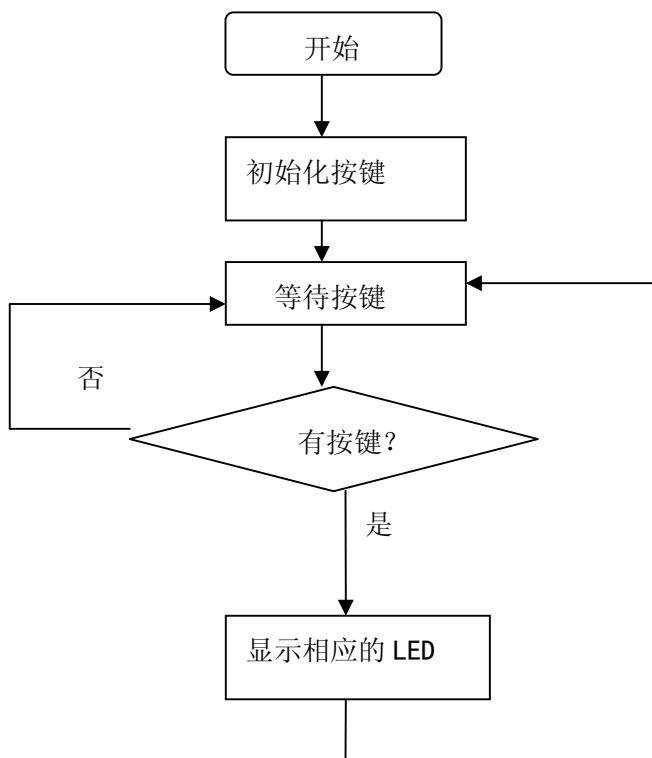 开始
初始化按键
等待按键
否
有按键？
是
显示相应的 LED